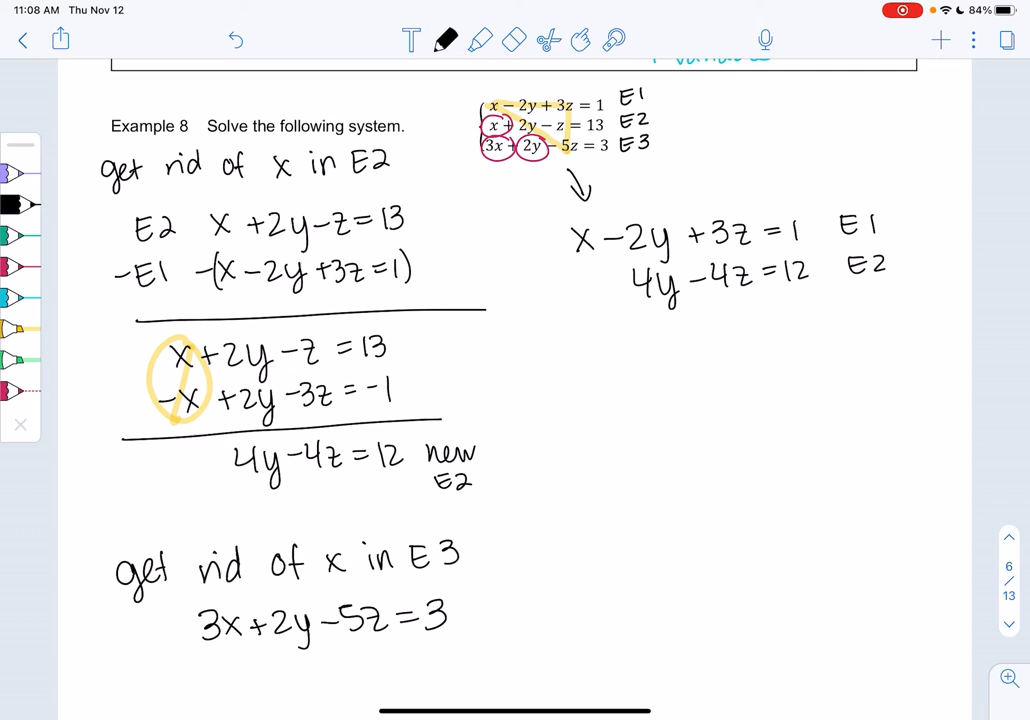 11:08 AM Thu Nov 12
84%
Example 8 Solve the following system.
x − 2y + 3z = 1 E1
x + 2y − z = 13 E2
3x + 2y − 5z = 3 E3
get rid of x in E2
E2 x + 2y − z = 13
−E1 −(x − 2y + 3z = 1)
x + 2y − z = 13
−x + 2y − 3z = −1
4y − 4z = 12 new
E2
x − 2y + 3z = 1 E1
4y − 4z = 12 E2
get rid of x in E3
3x + 2y − 5z = 3
6
/
13